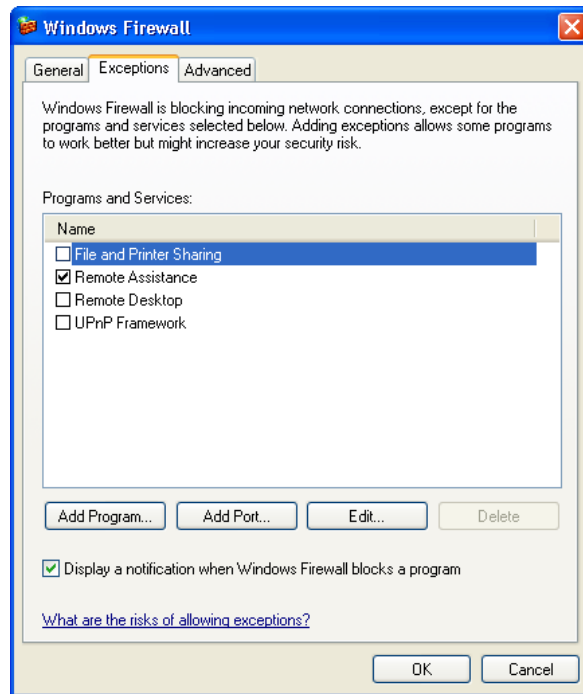 Windows Firewall
General Exceptions Advanced
Windows Firewall is blocking incoming network connections, except for the
programs and services selected below. Adding exceptions allows some programs
to work better but might increase your security risk.
Programs and Services:
Name
File and Printer Sharing
Remote Assistance
Remote Desktop
UPnP Framework
Add Program... Add Port... Edit... Delete
Display a notification when Windows Firewall blocks a program
What are the risks of allowing exceptions?
OK Cancel